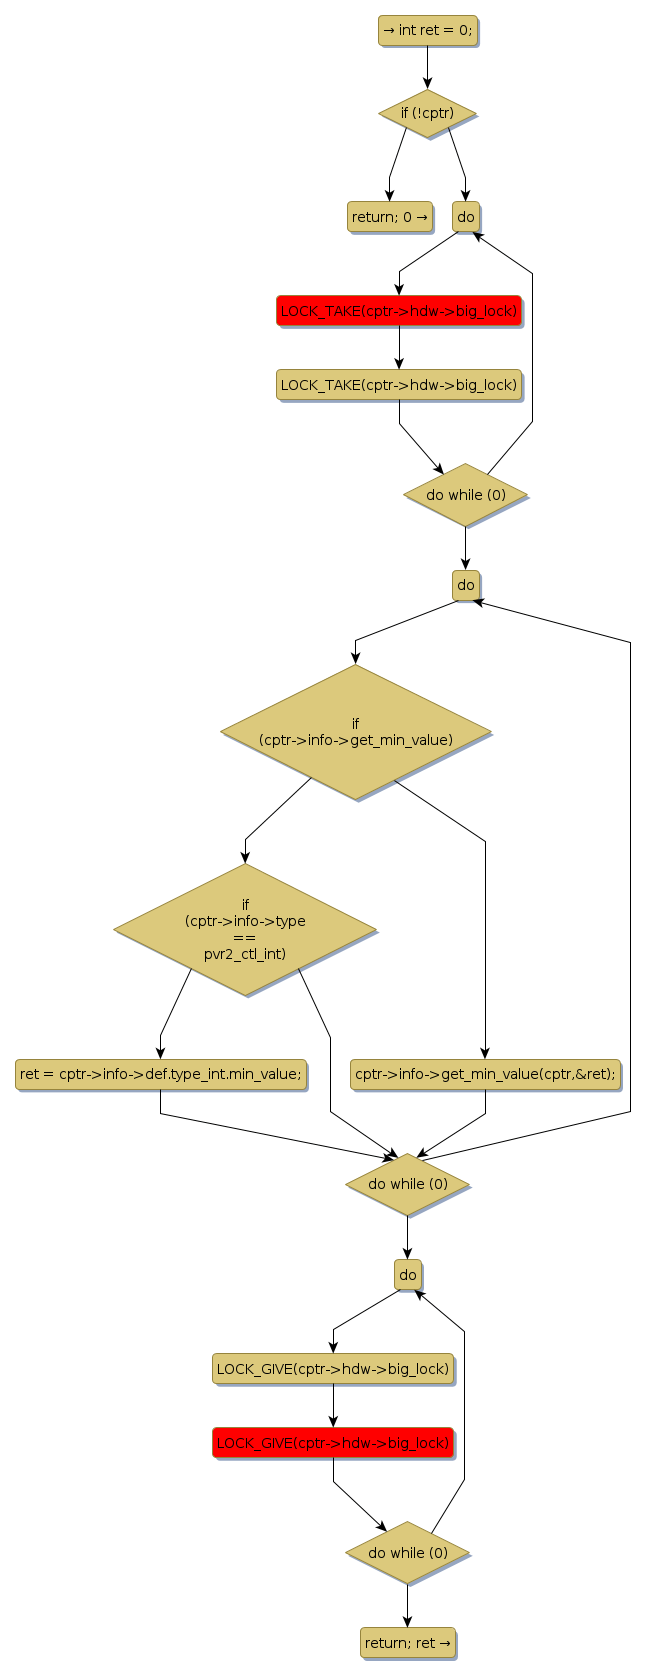 → int ret = 0;
if (!cptr)
return; 0 →
do
LOCK_TAKE(cptr->hdw->big_lock)
LOCK_TAKE(cptr->hdw->big_lock)
do while (0)
do
if
(cptr->info->get_min_value)
if
(cptr->info->type
==
pvr2_ctl_int)
ret = cptr->info->def.type_int.min_value;
cptr->info->get_min_value(cptr,&ret);
do while (0)
do
LOCK_GIVE(cptr->hdw->big_lock)
LOCK_GIVE(cptr->hdw->big_lock)
do while (0)
return; ret →